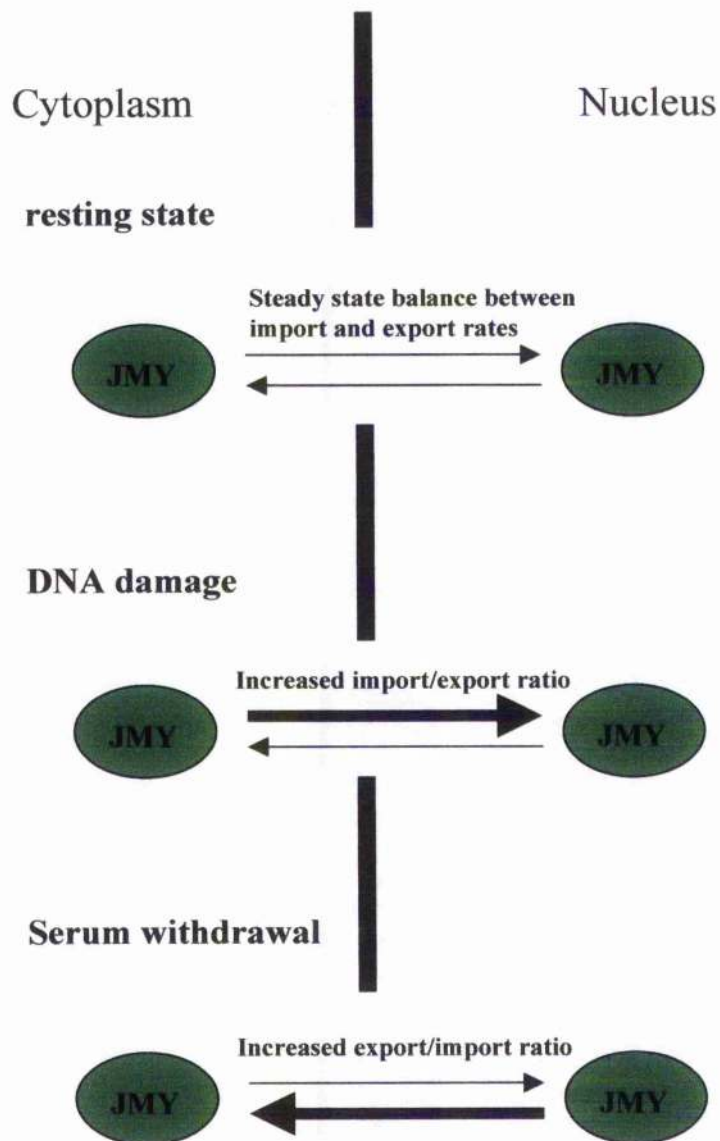 Cytoplasm
Nucleus
resting state
Steady state balance between
import and export rates
JMY
JMY
DNA damage
Increased import/export ratio
JMY
JMY
Serum withdrawal
Increased export/import ratio
JMY
JMY